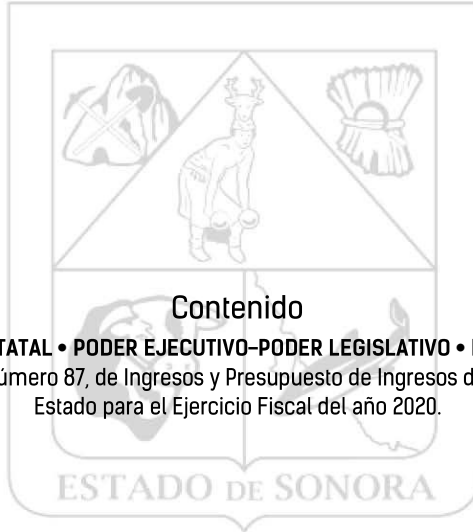 Contenido
TATAL • PODER EJECUTIVO-PODER LEGISLATIVO •
úmero 87, de Ingresos y Presupuesto de Ingresos d
Estado para el Ejercicio Fiscal del año 2020.
ESTADO DE SONORA